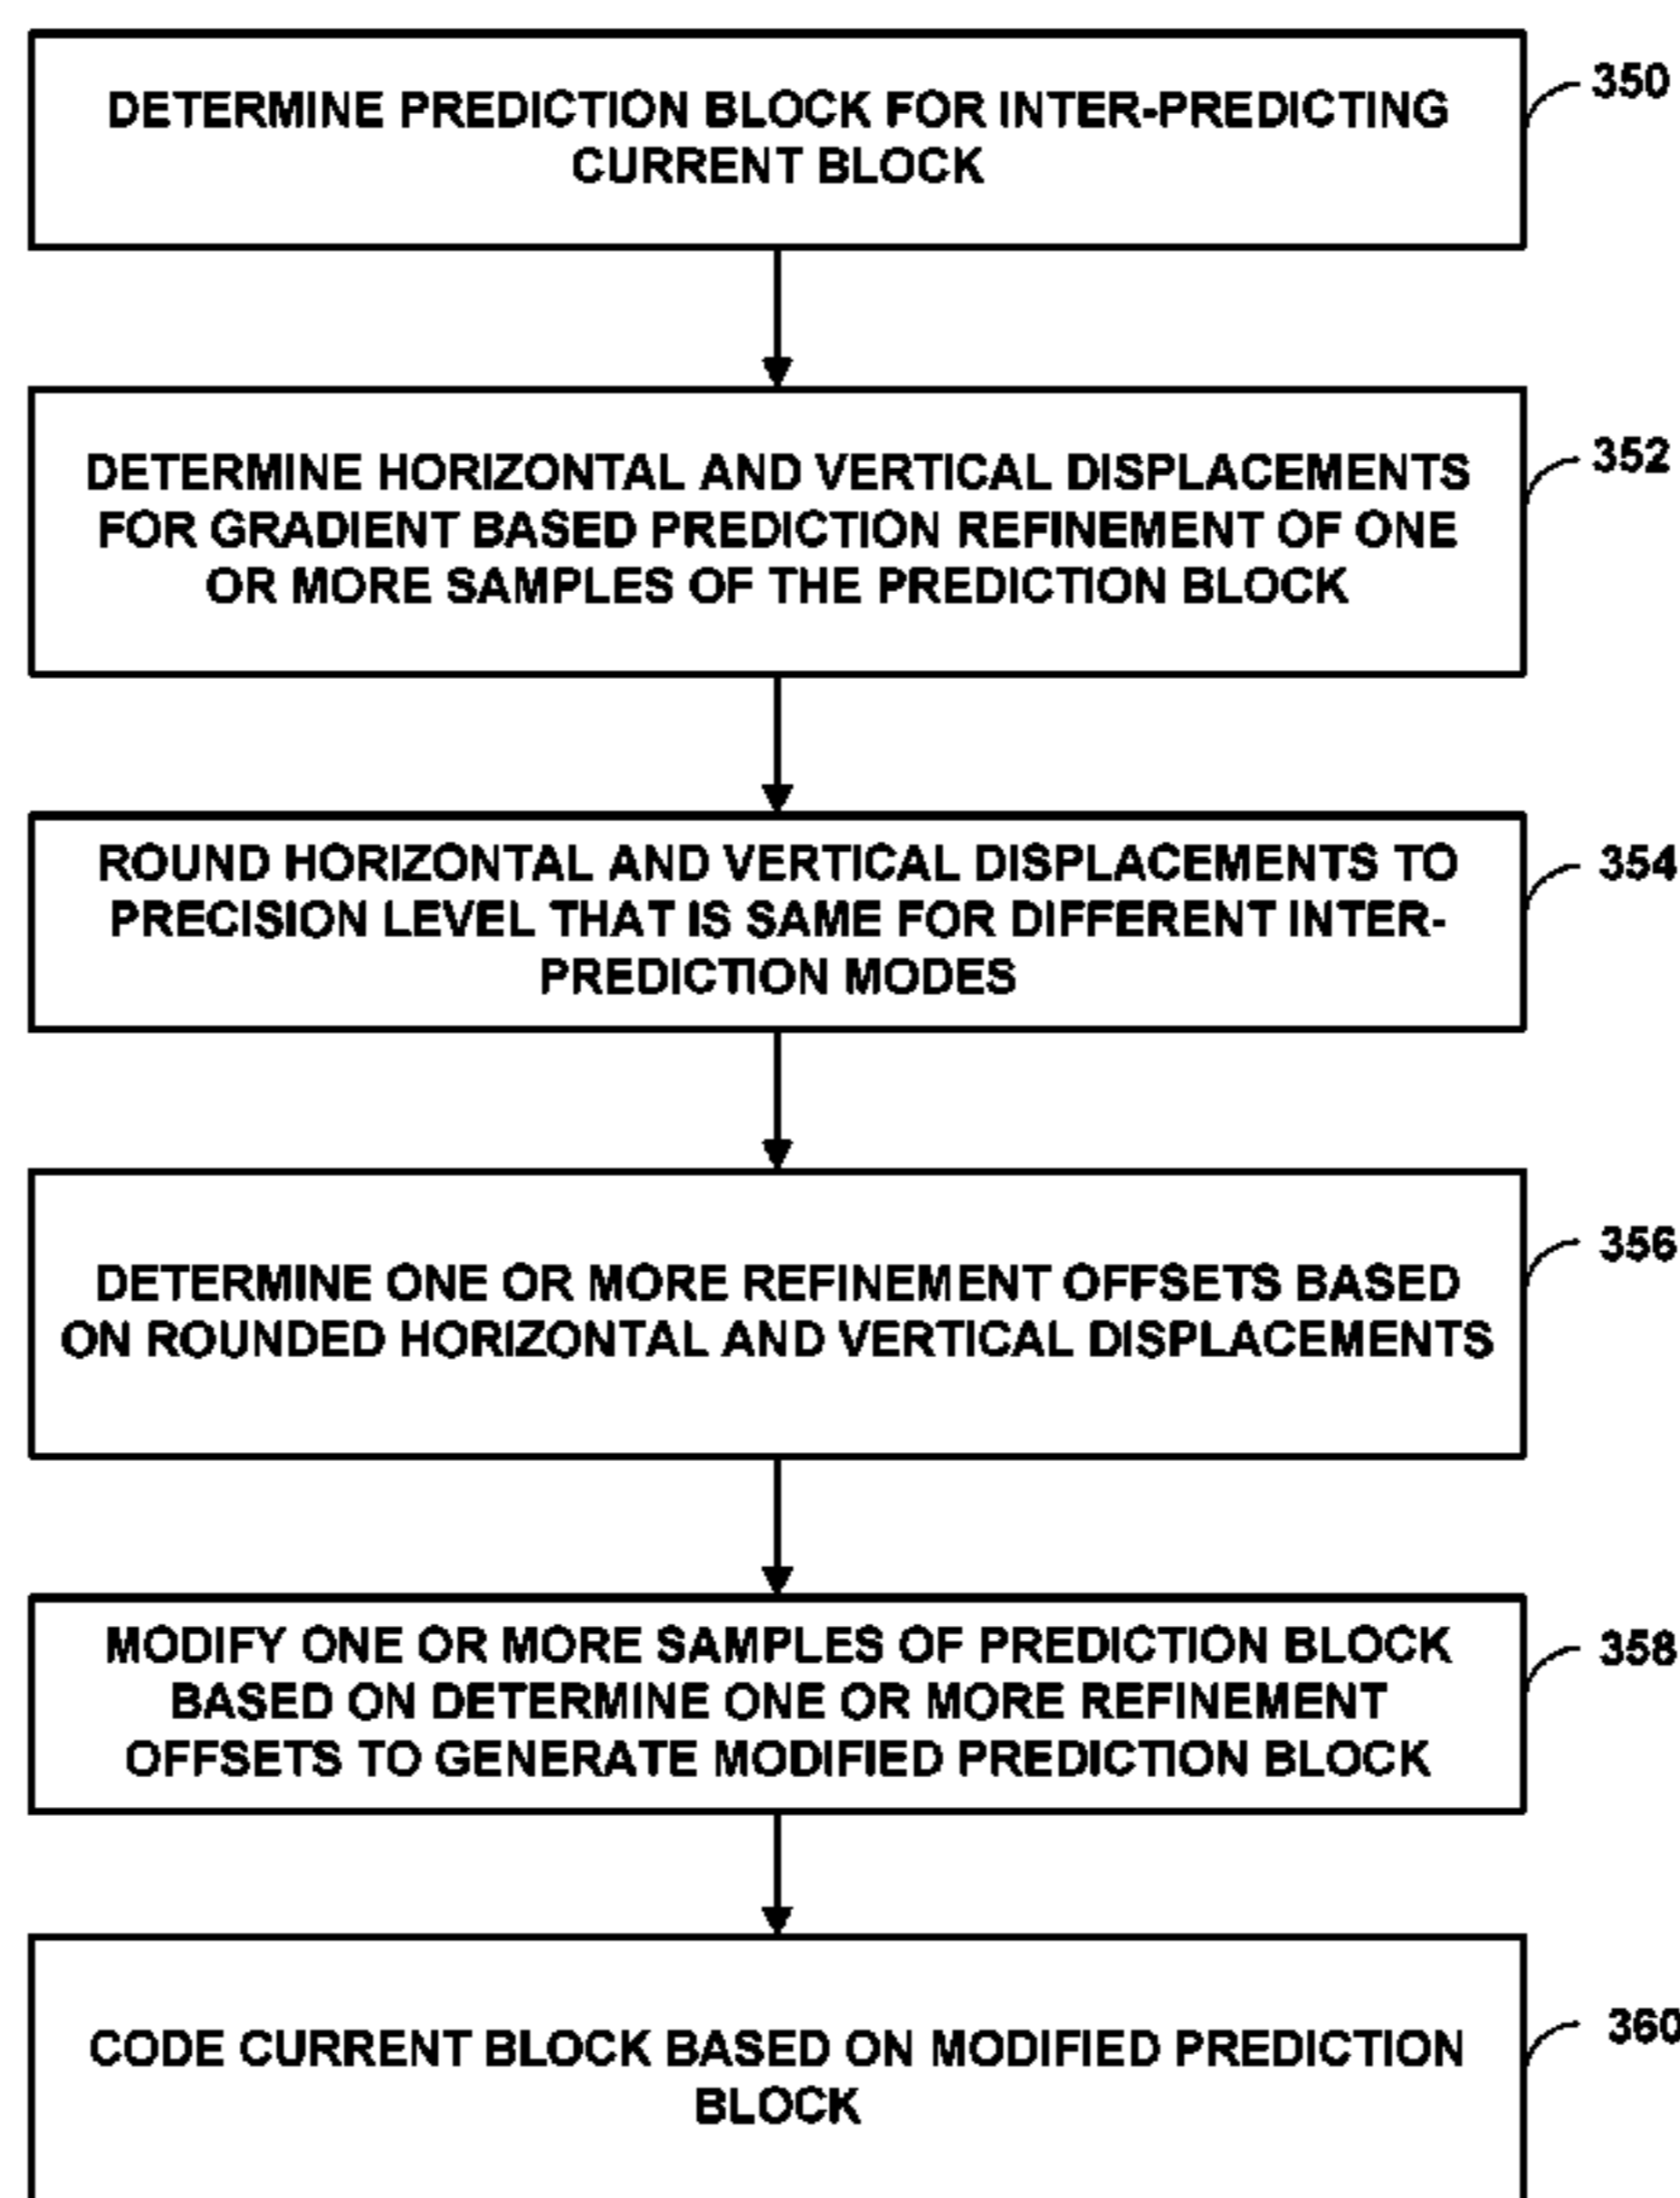 DETERMINE PREDICTION BLOCK FOR INTER-PREDICTING
CURRENT BLOCK
350
DETERMINE HORIZONTAL AND VERTICAL DISPLACEMENTS
FOR GRADIENT BASED PREDICTION REFINEMENT OF ONE
OR MORE SAMPLES OF THE PREDICTION BLOCK
352
ROUND HORIZONTAL AND VERTICAL DISPLACEMENTS TO
PRECISION LEVEL THAT IS SAME FOR DIFFERENT INTER-
PREDICTION MODES
354
DETERMINE ONE OR MORE REFINEMENT OFFSETS BASED
ON ROUNDED HORIZONTAL AND VERTICAL DISPLACEMENTS
356
MODIFY ONE OR MORE SAMPLES OF PREDICTION BLOCK
BASED ON DETERMINE ONE OR MORE REFINEMENT
OFFSETS TO GENERATE MODIFIED PREDICTION BLOCK
358
CODE CURRENT BLOCK BASED ON MODIFIED PREDICTION
BLOCK
360